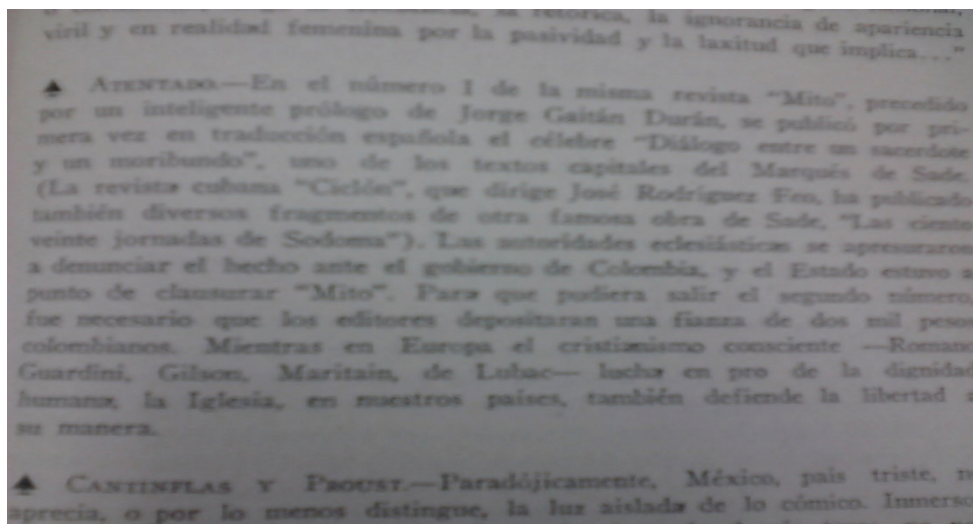 la retórica, la ignorancia de apariencia
viril y en realidad femenina por la pasividad y la laxitud que implica..."
▲ ATENTADO.—En el número I de la misma revista "Mito", precedido
por un inteligente prólogo de Jorge Gaitán Durán, se publicó por pri-
mera vez en traducción española el célebre "Diálogo entre un sacerdote
y un moribundo", uno de los textos capitales del Marqués de Sade.
(La revista cubana "Ciclón", que dirige José Rodríguez Feo, ha publicado
también diversos fragmentos de otra famosa obra de Sade, "Las ciento
veinte jornadas de Sodoma"). Las autoridades eclesiásticas se apresuraron
a denunciar el hecho ante el gobierno de Colombia, y el Estado estuvo a
punto de clausurar "Mito". Para que pudiera salir el segundo número,
fue necesario que los editores depositaran una fianza de dos mil pesos
colombianos. Mientras en Europa el cristianismo consciente —Romano
Guardini, Gilson, Maritain, de Lubac— lucha en pro de la dignidad
humana, la Iglesia, en nuestros países, también defiende la libertad a
su manera.
▲ CANTINFLAS Y PROUST.—Paradójicamente, México, país triste, n
aprecia, o por lo menos distingue, la luz aislada de lo cómico. Inmerso